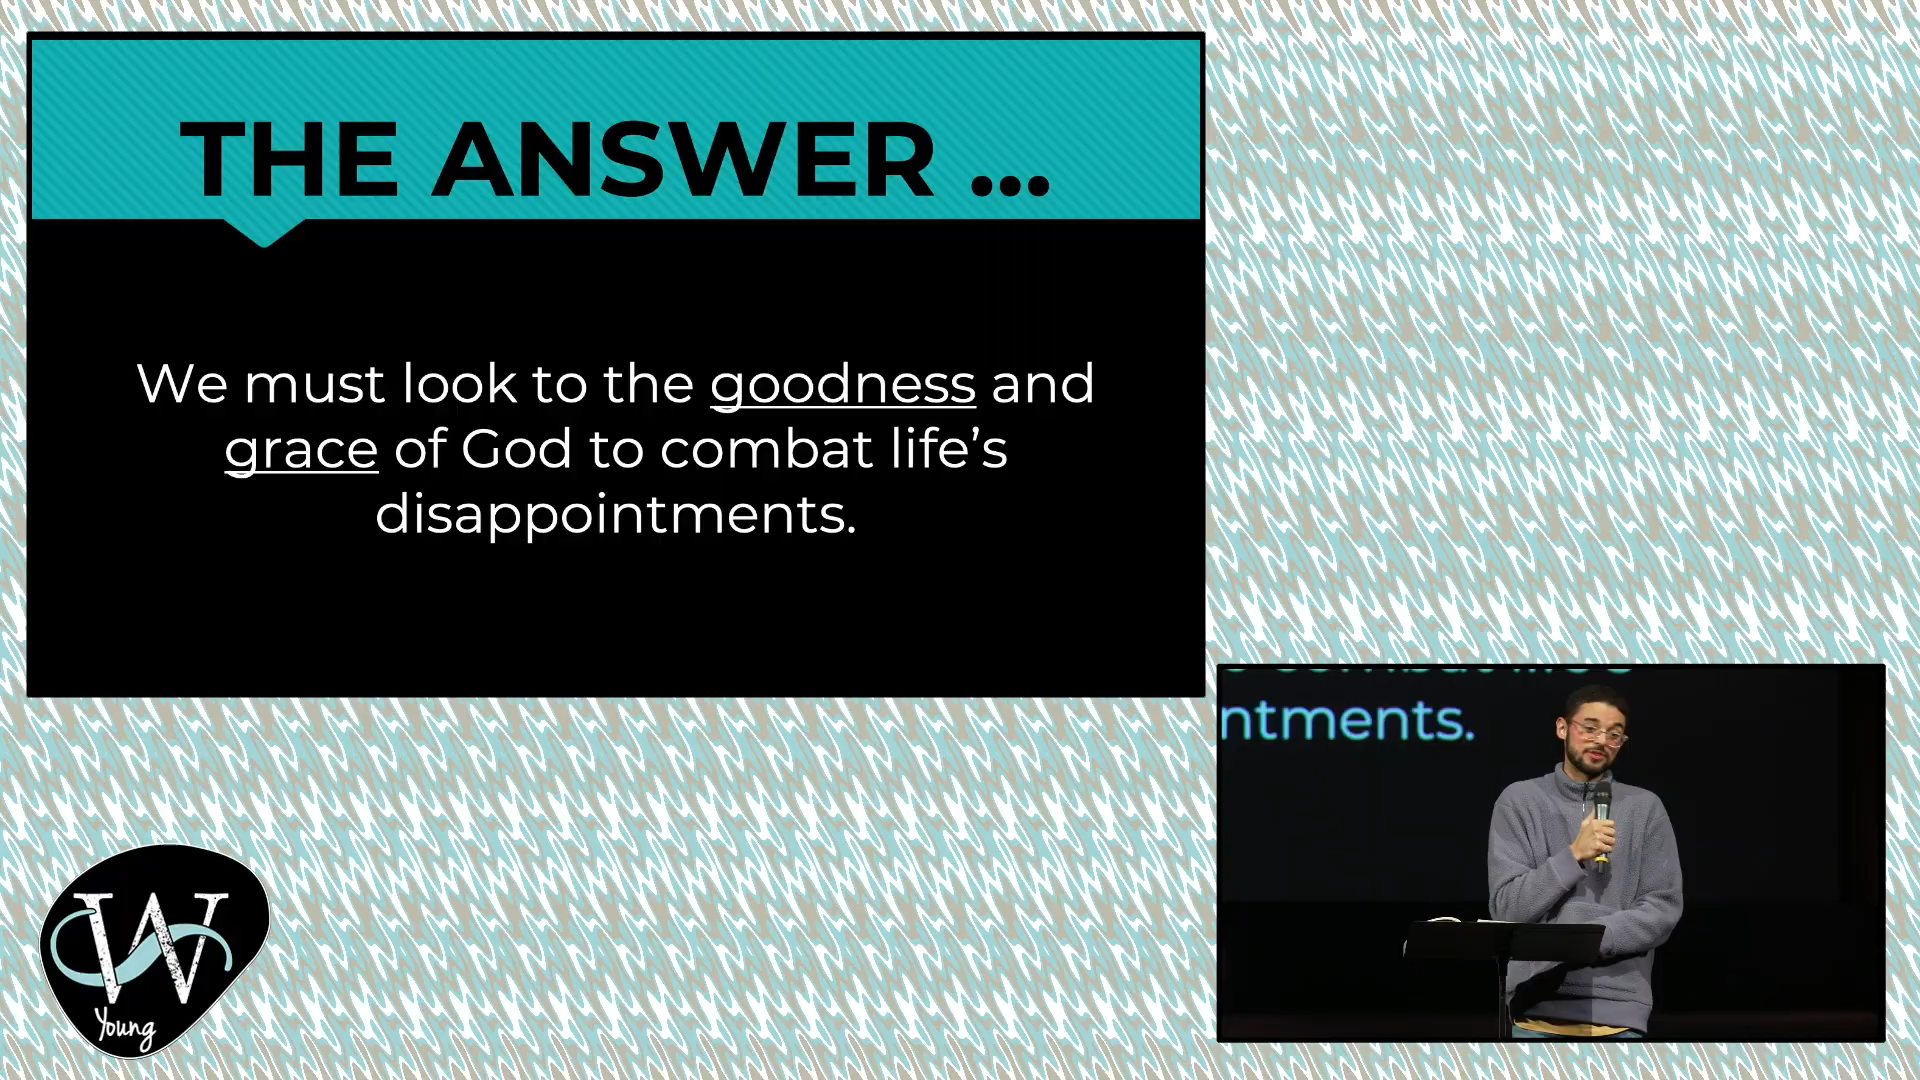 THE ANSWER ...
We must look to the goodness and
grace of God to combat life’s
disappointments.
ntments.
W
Young